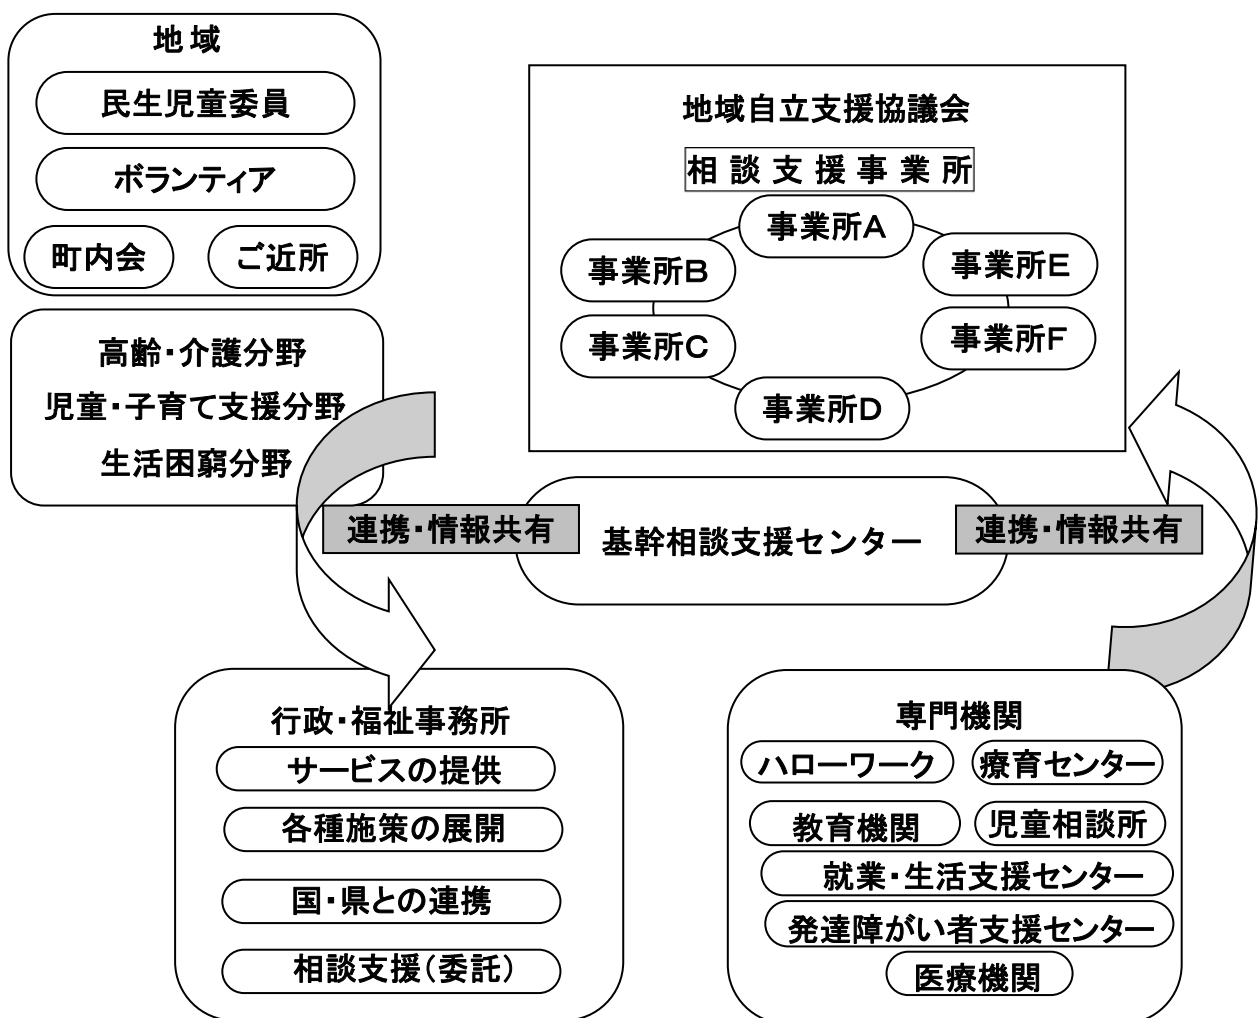 地域
民生児童委員
ボランティア
町内会
ご近所
高齢・介護分野
児童・子育て支援分野
生活困窮分野
地域自立支援協議会
相談支援事業所
事業所A
事業所B
事業所E
事業所C
事業所F
事業所D
連携・情報共有
基幹相談支援センター
連携・情報共有
行政・福祉事務所
サービスの提供
各種施策の展開
国・県との連携
相談支援(委託)
専門機関
ハローワーク
療育センター
教育機関
児童相談所
就業・生活支援センター
発達障がい者支援センター
医療機関